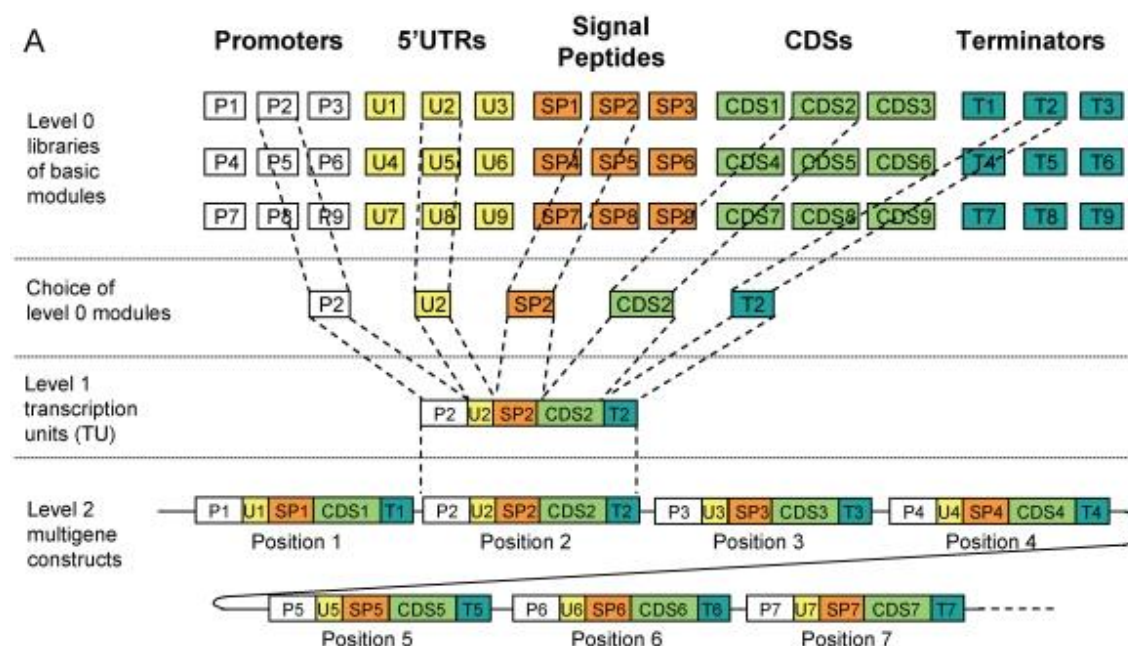 A
Promoters 5'UTRs Signal Peptides CDSs Terminators
Level 0 libraries of basic modules
P1 P2 P3 U1 U2 U3 SP1 SP2 SP3 CDS1 CDS2 CDS3 T1 T2 T3
P4 P5 P6 U4 U5 U6 SP4 SP5 SP6 CDS4 CDS5 CDS6 T4 T5 T6
P7 P8 P9 U7 U8 U9 SP7 SP8 SP9 CDS7 CDS8 CDS9 T7 T8 T9
Choice of level 0 modules
P2 U2 SP2 CDS2 T2
Level 1 transcription units (TU)
P2 U2 SP2 CDS2 T2
Level 2 multigene constructs
P1 U1 SP1 CDS1 T1 P2 U2 SP2 CDS2 T2 P3 U3 SP3 CDS3 T3 P4 U4 SP4 CDS4 T4
Position 1 Position 2 Position 3 Position 4
P5 U5 SP5 CDS5 T5 P6 U6 SP6 CDS6 T6 P7 U7 SP7 CDS7 T7
Position 5 Position 6 Position 7